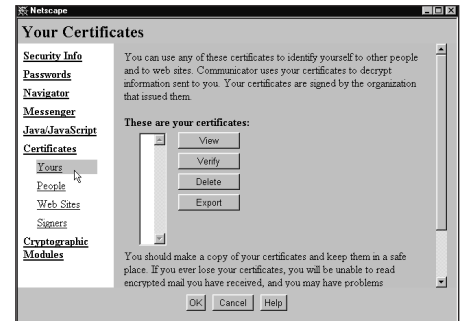 Netscape
Your Certificates
Security Info
Passwords
Navigator
Messenger
Java/JavaScript
Certificates
Yours
People
Web Sites
Signers
Cryptographic
Modules
You can use any of these certificates to identify yourself to other people
and to web sites. Communicator uses your certificates to decrypt
information sent to you. Your certificates are signed by the organization
that issued them.
These are your certificates:
View
Verify
Delete
Export
You should make a copy of your certificates and keep them in a safe
place. If you ever lose your certificates, you will be unable to read
encrypted mail you have received, and you may have problems
OK Cancel Help